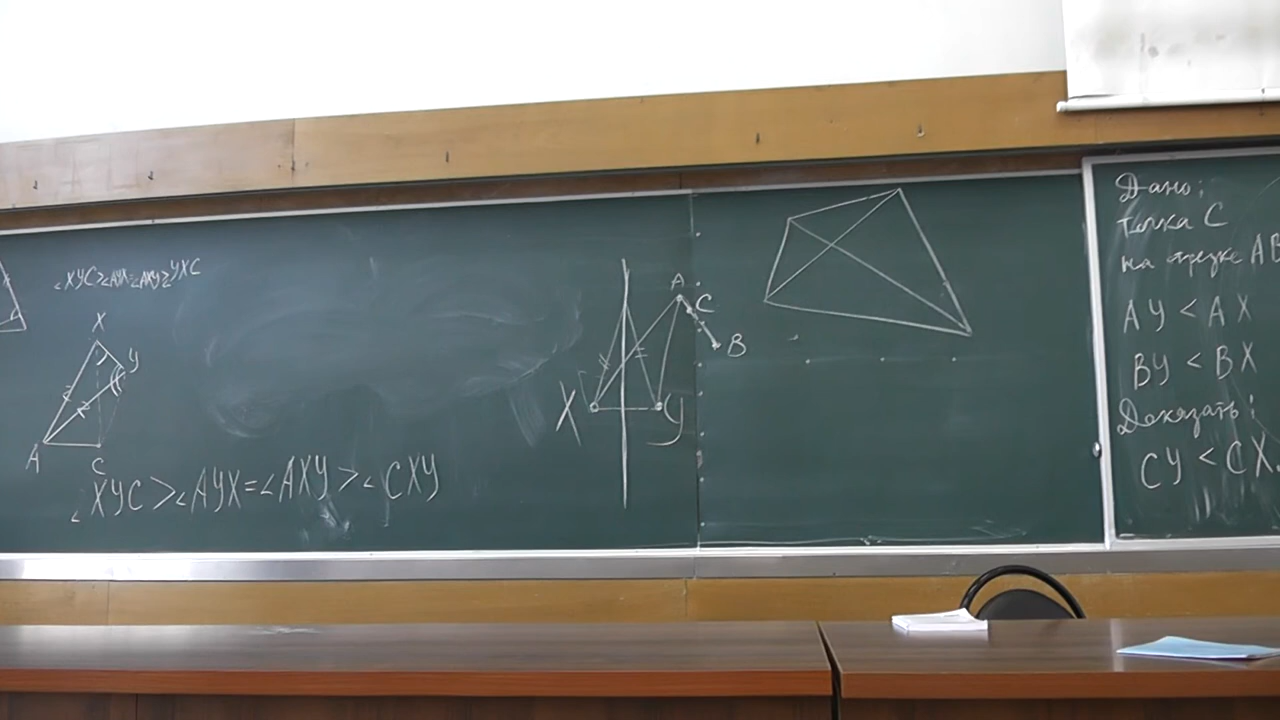 ∠XYC>∠AYX=∠AXY>∠YXC
X
Y
A
C
∠XYC>∠AYX=∠AXY>∠CXY
A
C
B
X
Y
Дано:
точка C
на отрезке AB
AY < AX
BY < BX
Доказать:
CY < CX.